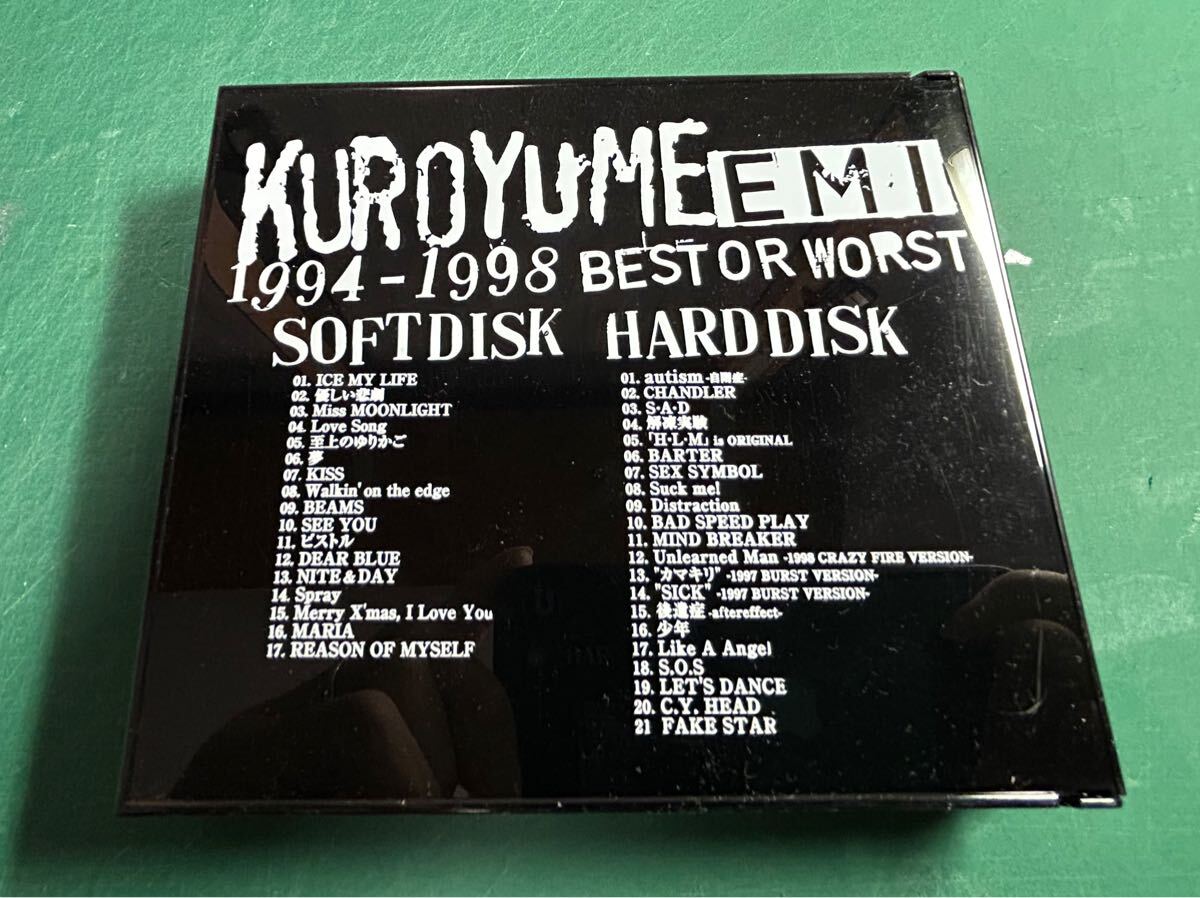 KUROYUME EMI
1994-1998 BEST OR WORST
SOFT DISK
01. ICE MY LIFE
02. 優しい悲劇
03. Miss MOONLIGHT
04. Love Song
05. 至上のゆりかご
06. 夢
07. KISS
08. Walkin' on the edge
09. BEAMS
10. SEE YOU
11. ピストル
12. DEAR BLUE
13. NITE & DAY
14. Spray
15. Merry X'mas, I Love You
16. MARIA
17. REASON OF MYSELF
HARD DISK
01. autism -自閉症-
02. CHANDLER
03. S・A・D
04. 解凍実験
05. 「H・L・M」 is ORIGINAL
06. BARTER
07. SEX SYMBOL
08. Suck me!
09. Distraction
10. BAD SPEED PLAY
11. MIND BREAKER
12. Unlearned Man -1998 CRAZY FIRE VERSION-
13. "カマキリ" -1997 BURST VERSION-
14. "SICK" -1997 BURST VERSION-
15. 後遺症 -aftereffect-
16. 少年
17. Like A Angel
18. S.O.S
19. LET'S DANCE
20. C.Y. HEAD
21 FAKE STAR